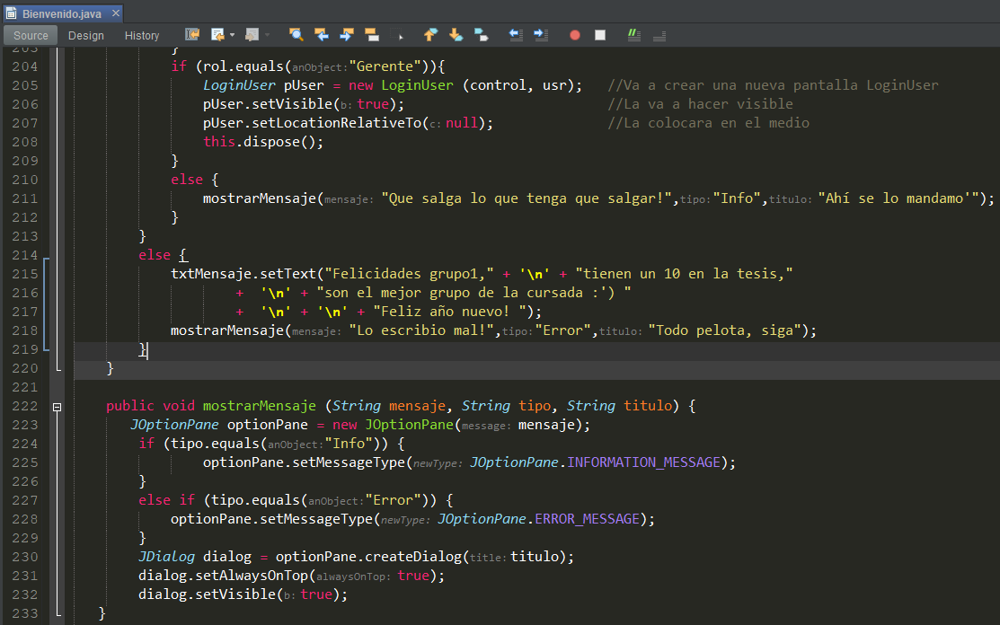 Bienvenido.java ×
Source Design History
203 }
204 if (rol.equals(anObject:"Gerente")){
205 LoginUser pUser = new LoginUser (control, usr); //Va a crear una nueva pantalla LoginUser
206 pUser.setVisible(b: true); //La va a hacer visible
207 pUser.setLocationRelativeTo(c: null); //La colocara en el medio
208 this.dispose();
209 }
210 else {
211 mostrarMensaje(mensaje: "Que salga lo que tenga que salgar!",tipo:"Info",titulo: "Ahí se lo mandamo'");
212 }
213 }
214 else {
215 txtMensaje.setText("Felicidades grupo1," + '\n' + "tienen un 10 en la tesis,"
216 + '\n' + "son el mejor grupo de la cursada :') "
217 + '\n' + '\n' + "Feliz año nuevo! ");
218 mostrarMensaje(mensaje: "Lo escribio mal!",tipo:"Error",titulo: "Todo pelota, siga");
219 }
220 }
221
222 public void mostrarMensaje (String mensaje, String tipo, String titulo) {
223 JOptionPane optionPane = new JOptionPane(message: mensaje);
224 if (tipo.equals(anObject:"Info")) {
225 optionPane.setMessageType(newType: JOptionPane.INFORMATION_MESSAGE);
226 }
227 else if (tipo.equals(anObject:"Error")) {
228 optionPane.setMessageType(newType: JOptionPane.ERROR_MESSAGE);
229 }
230 JDialog dialog = optionPane.createDialog(title: titulo);
231 dialog.setAlwaysOnTop(alwaysOnTop: true);
232 dialog.setVisible(b: true);
233 }